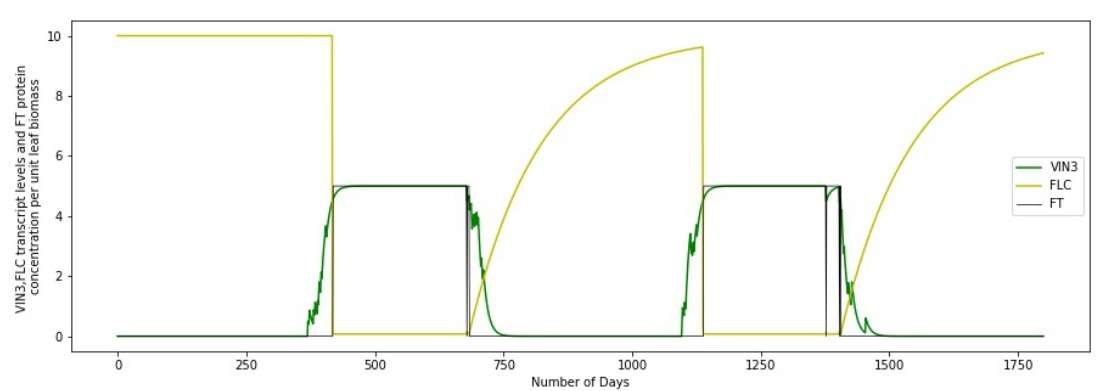 VIN3,FLC transcript levels and FT protein
concentration per unit leaf biomass
10
8
6
4
2
0
VIN3
FLC
FT
0 250 500 750 1000 1250 1500 1750
Number of Days